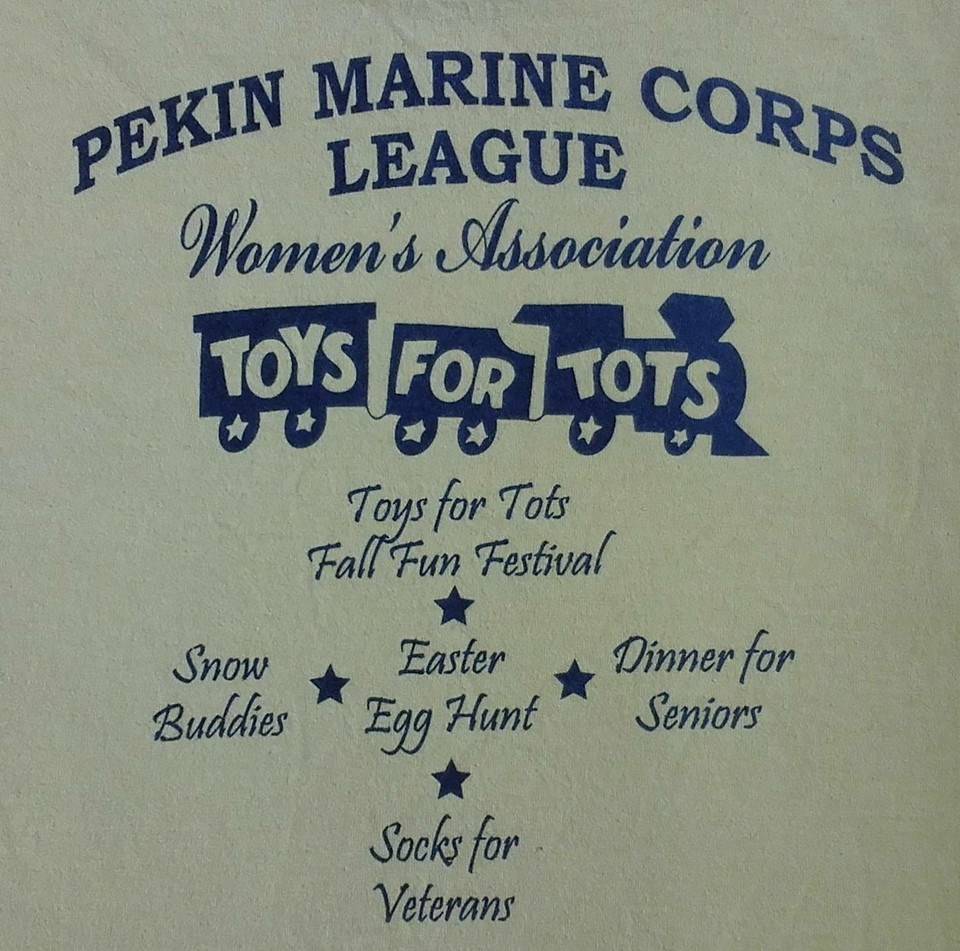 PEKIN MARINE CORPS
LEAGUE
Women's Association
TOYS FOR TOTS
Toys for Tots
Fall Fun Festival
Snow Buddies
Easter Egg Hunt
Dinner for Seniors
Socks for
Veterans